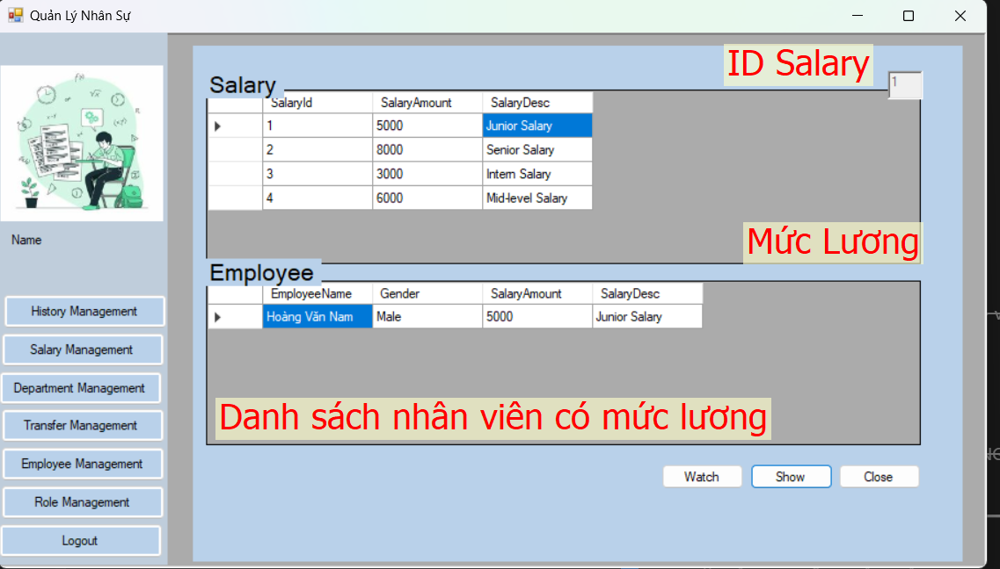 Quản Lý Nhân Sự
ID Salary
1
Salary
SalaryId SalaryAmount SalaryDesc
1 5000 Junior Salary
2 8000 Senior Salary
3 3000 Intern Salary
4 6000 Mid-level Salary
Mức Lương
Employee
EmployeeName Gender SalaryAmount SalaryDesc
Hoàng Văn Nam Male 5000 Junior Salary
Danh sách nhân viên có mức lương
Watch Show Close
Name
History Management
Salary Management
Department Management
Transfer Management
Employee Management
Role Management
Logout